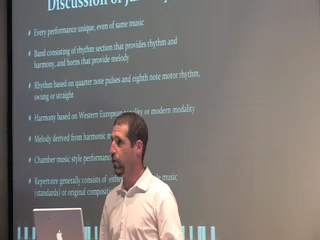 Discussion of
Every performance unique, even of same music
Band consisting of rhythm section that provides rhythm and
harmony, and horns that provide melody
Rhythm based on quarter note pulses and eighth note motor rhythm,
swung or straight
Harmony based on Western European tonality or modern modality
Melody derived from harmonic
Chamber music style
Repertoire generally consists of music
(standards) or original